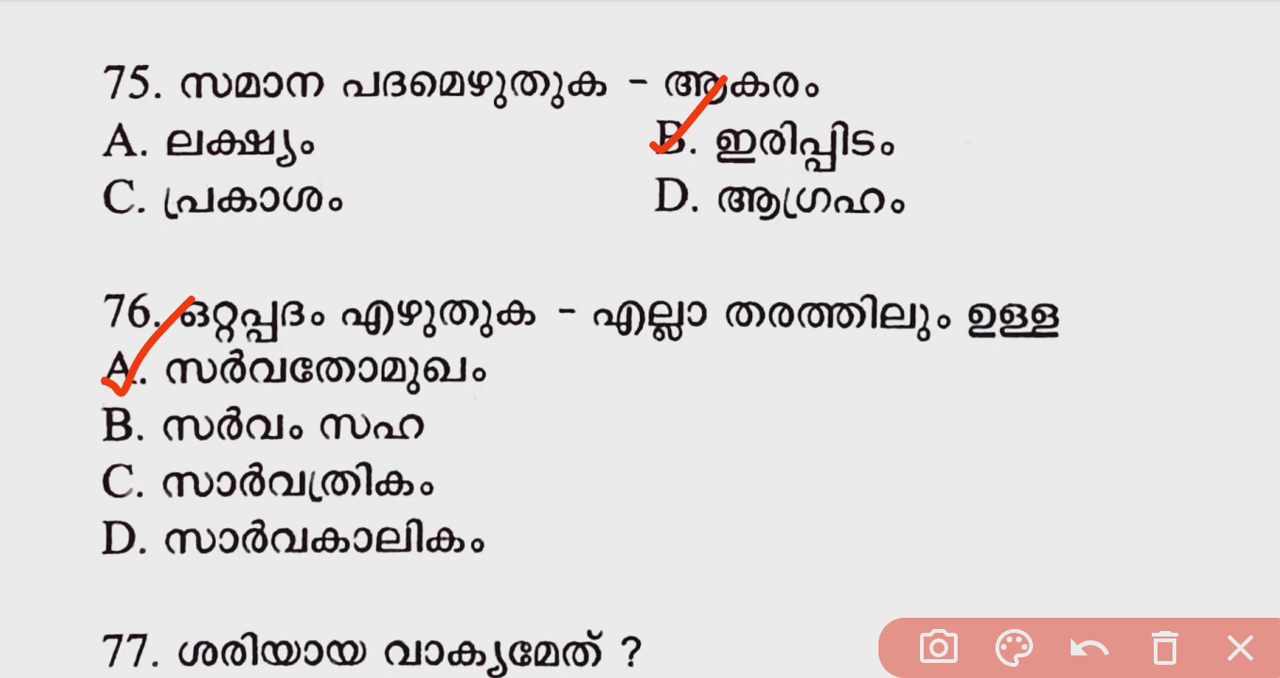 75. സമാന പദമെഴുതുക - ആകരം
A. ലക്ഷ്യം B. ഇരിപ്പിടം
C. പ്രകാശം D. ആഗ്രഹം
76. ഒറ്റപ്പദം എഴുതുക - എല്ലാ തരത്തിലും ഉള്ള
A. സർവതോമുഖം
B. സർവം സഹ
C. സാർവത്രികം
D. സാർവകാലികം
77. ശരിയായ വാക്യമേത് ?